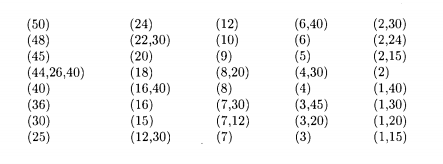 (50) (24) (12) (6,40) (2,30)
(48) (22,30) (10) (6) (2,24)
(45) (20) (9) (5) (2,15)
(44,26,40) (18) (8,20) (4,30) (2)
(40) (16,40) (8) (4) (1,40)
(36) (16) (7,30) (3,45) (1,30)
(30) (15) (7,12) (3,20) (1,20)
(25) (12,30) (7) (3) (1,15)